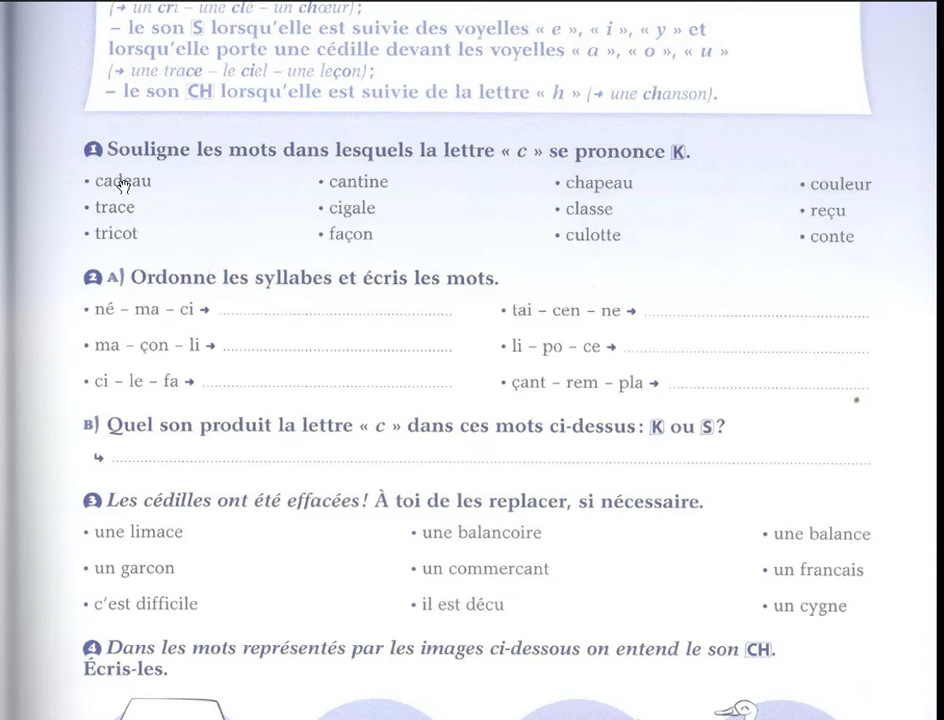 (→ un cri – une clé – un chœur) ;
– le son S lorsqu'elle est suivie des voyelles « e », « i », « y » et
lorsqu'elle porte une cédille devant les voyelles « a », « o », « u »
(→ une trace – le ciel – une leçon) ;
– le son CH lorsqu'elle est suivie de la lettre « h » (→ une chanson).
1 Souligne les mots dans lesquels la lettre « c » se prononce K.
• cadeau • cantine • chapeau • couleur
• trace • cigale • classe • reçu
• tricot • façon • culotte • conte
2 A) Ordonne les syllabes et écris les mots.
• né – ma – ci → • tai – cen – ne →
• ma – çon – li → • li – po – ce →
• ci – le – fa → • çant – rem – pla →
B) Quel son produit la lettre « c » dans ces mots ci-dessus : K ou S ?
3 Les cédilles ont été effacées ! À toi de les replacer, si nécessaire.
• une limace • une balancoire • une balance
• un garcon • un commercant • un francais
• c'est difficile • il est décu • un cygne
4 Dans les mots représentés par les images ci-dessous on entend le son CH.
Écris-les.